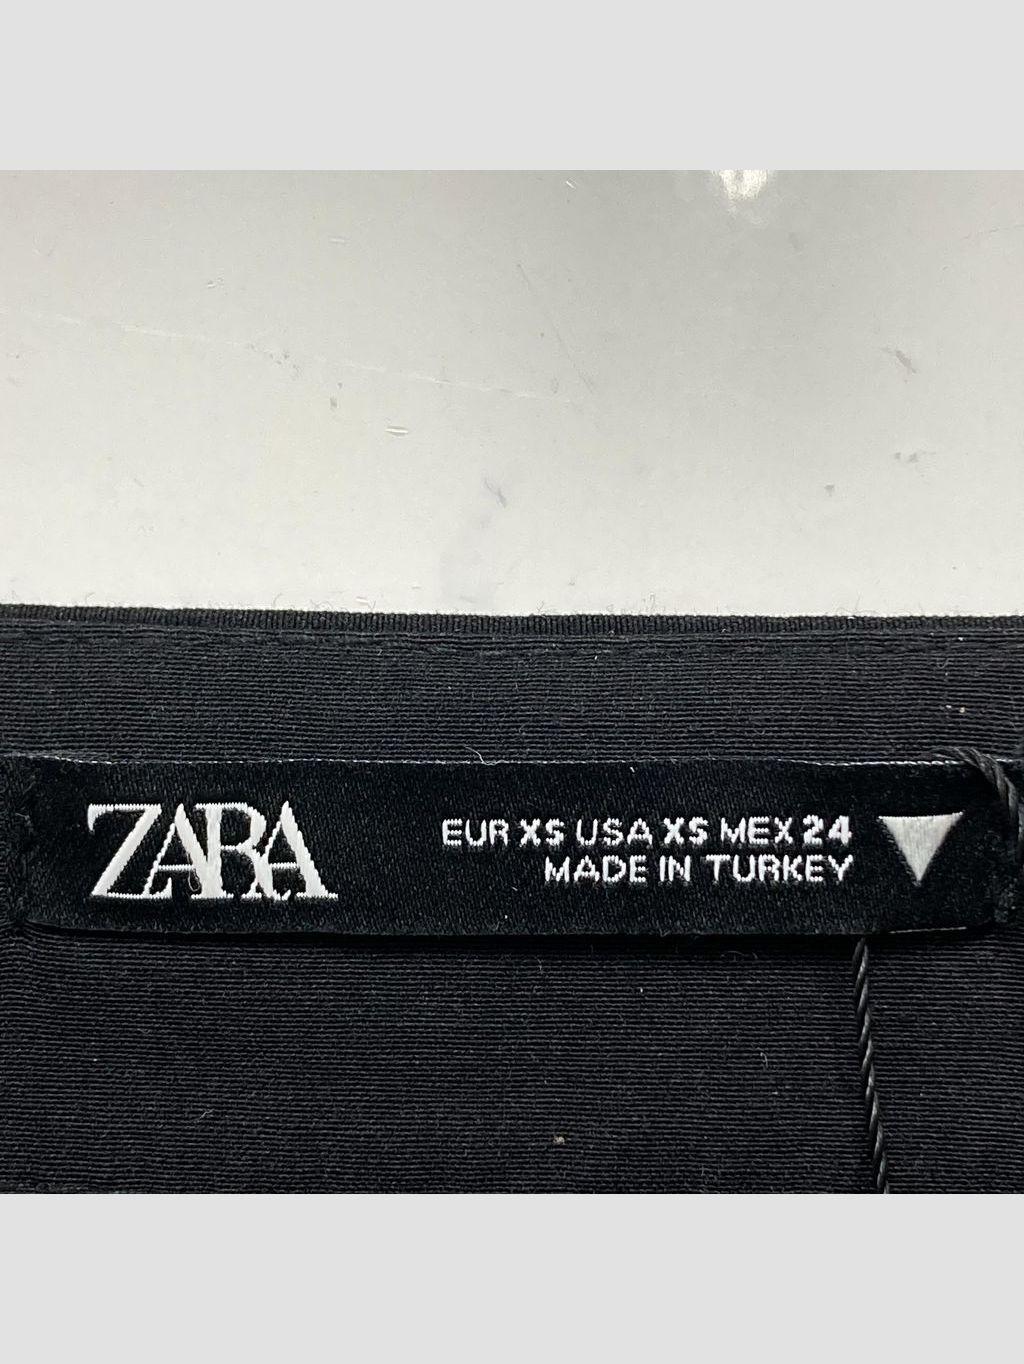 ZARA
EUR XS USA XS MEX 24
MADE IN TURKEY